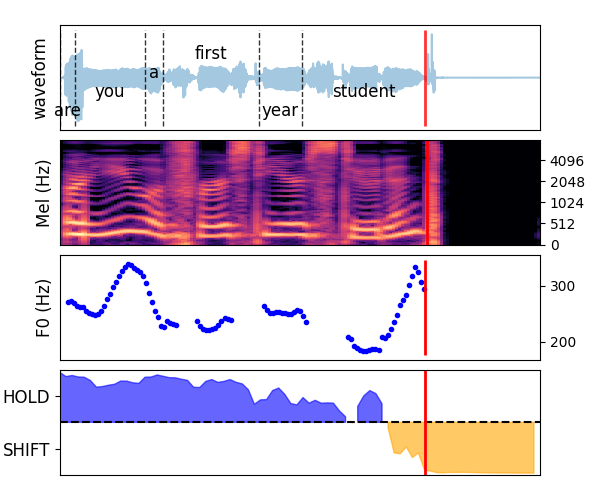 waveform
are
you
a
first
year
student
Mel (Hz)
4096
2048
1024
512
0
F0 (Hz)
300
200
HOLD
SHIFT